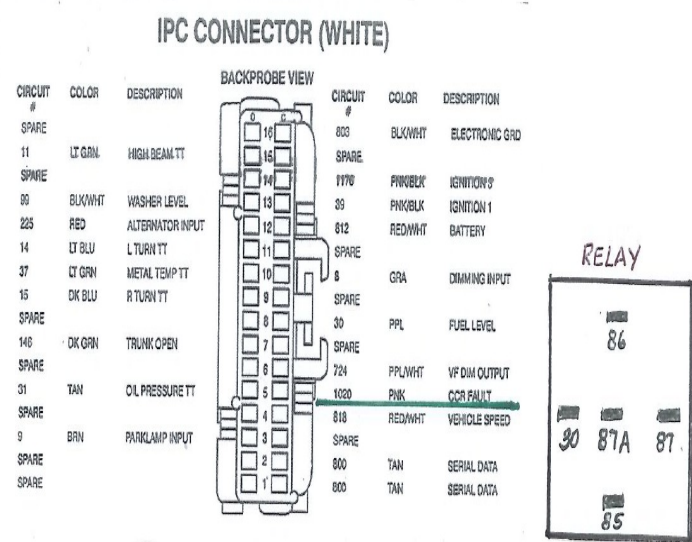 IPC CONNECTOR (WHITE)
BACKPROBE VIEW
CIRCUIT # COLOR DESCRIPTION
SPARE
11 LT GRN HIGH BEAM TT
SPARE
99 BLK/WHT WASHER LEVEL
225 RED ALTERNATOR INPUT
14 LT BLU L TURN TT
37 LT GRN METAL TEMP TT
15 DK BLU R TURN TT
SPARE
146 DK GRN TRUNK OPEN
SPARE
31 TAN OIL PRESSURE TT
SPARE
9 BRN PARKLAMP INPUT
SPARE
SPARE
D C
16
15
14
13
12
11
10
9
8
7
6
5
4
3
2
1
CIRCUIT # COLOR DESCRIPTION
803 BLK/WHT ELECTRONIC GRD
SPARE
1176 PNK/BLK IGNITION 3
39 PNK/BLK IGNITION 1
812 RED/WHT BATTERY
SPARE
8 GRA DIMMING INPUT
SPARE
30 PPL FUEL LEVEL
SPARE
724 PPL/WHT VF DIM OUTPUT
1020 PNK CCR FAULT
818 RED/WHT VEHICLE SPEED
SPARE
800 TAN SERIAL DATA
800 TAN SERIAL DATA
RELAY
86
30 87A 87
85